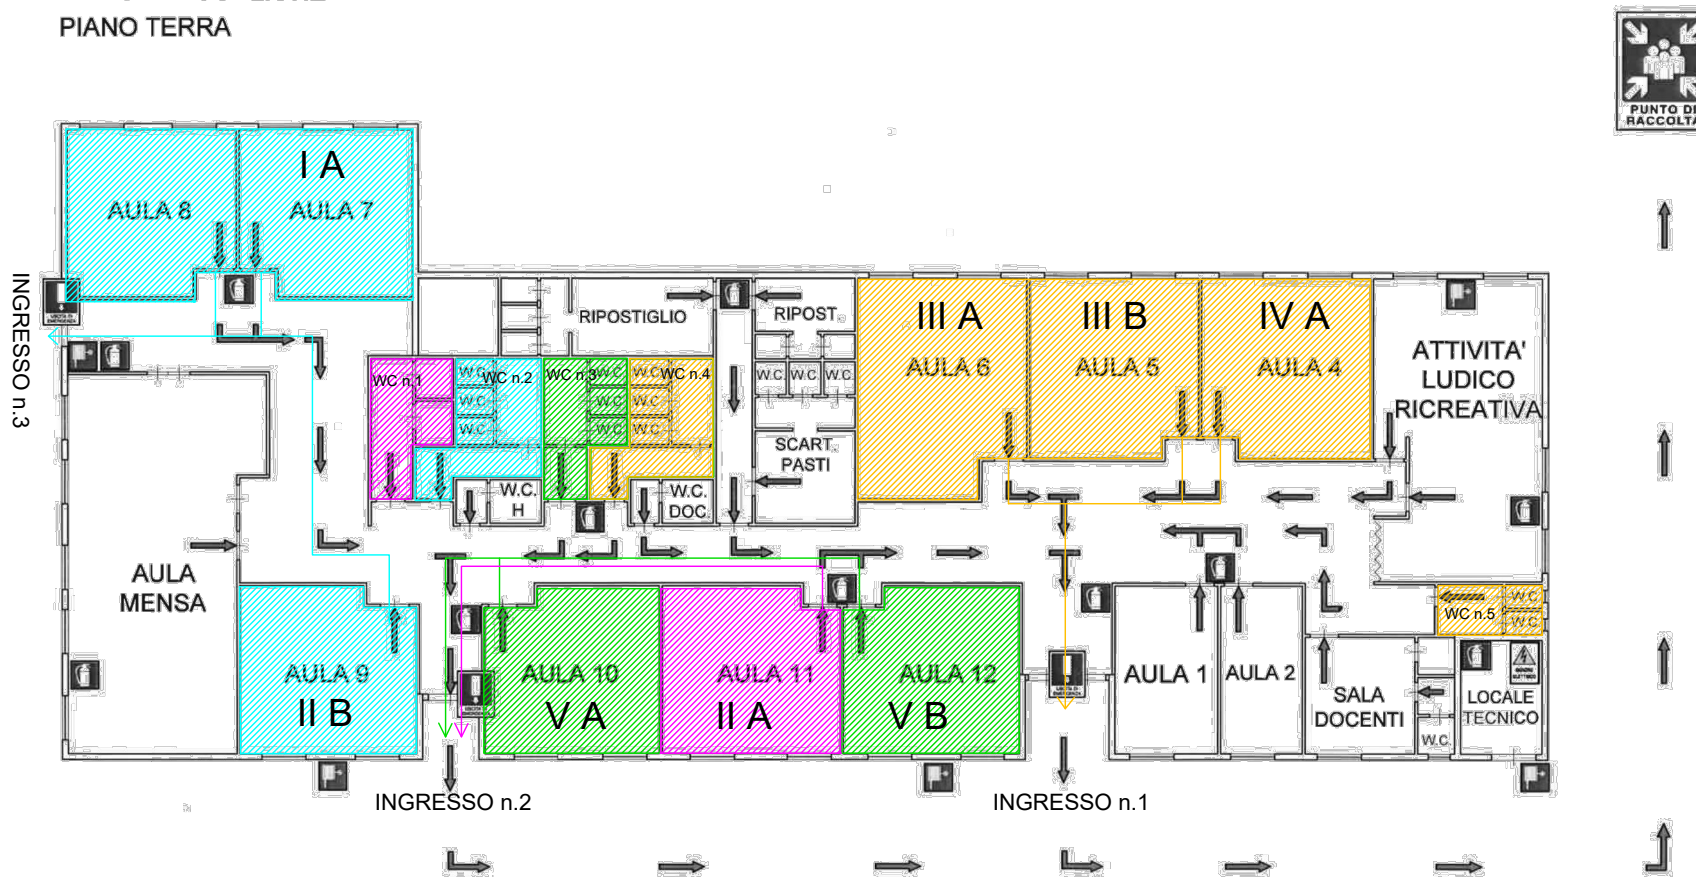 PIANO TERRA
PUNTO DI
RACCOLTA
I A
AULA 8
AULA 7
INGRESSO n.3
RIPOSTIGLIO
RIPOST.
III A
III B
IV A
AULA 6
AULA 5
AULA 4
ATTIVITA'
LUDICO
RICREATIVA
WC n.1
W.C.
WC n.2
WC n.3
W.C.
W.C.
WC n.4
W.C.
W.C.
W.C.
W.C.
W.C.
W.C.
W.C.
W.C.
W.C.
SCART.
PASTI
W.C.
H
W.C.
DOC.
AULA
MENSA
AULA 9
II B
AULA 10
V A
AULA 11
II A
AULA 12
V B
USCITA DI
EMERGENZA
AULA 1
AULA 2
SALA
DOCENTI
W.C.
WC n.5
W.C.
W.C.
LOCALE
TECNICO
INGRESSO n.2
INGRESSO n.1